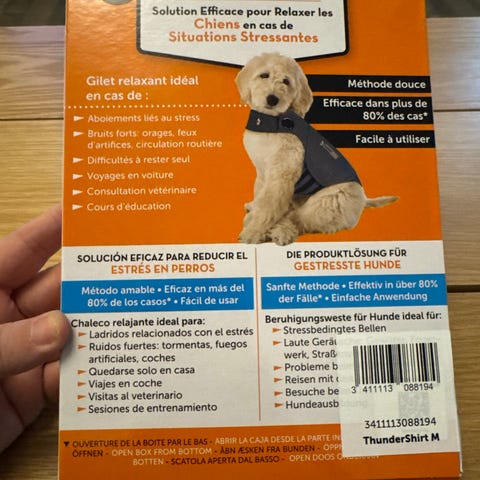 Solution Efficace pour Relaxer les
Chiens en cas de
Situations Stressantes
Gilet relaxant idéal
en cas de :
Aboiements liés au stress
Bruits forts: orages, feux
d'artifices, circulation routière
Difficultés à rester seul
Voyages en voiture
Consultation vétérinaire
Cours d'éducation
Méthode douce
Efficace dans plus de
80% des cas*
Facile à utiliser
SOLUCIÓN EFICAZ PARA REDUCIR EL
ESTRÉS EN PERROS
Método amable • Eficaz en más del
80% de los casos* • Fácil de usar
Chaleco relajante ideal para:
Ladridos relacionados con el estrés
Ruidos fuertes: tormentas, fuegos
artificiales, coches
Quedarse solo en casa
Viajes en coche
Visitas al veterinario
Sesiones de entrenamiento
DIE PRODUKTLÖSUNG FÜR
GESTRESSTE HUNDE
Sanfte Methode • Effektiv in über 80%
der Fälle* • Einfache Anwendung
Beruhigungsweste für Hunde ideal für:
Stressbedingtes Bellen
Laute
werk,
Reisen
Besuche
3 411113 088194
3411113088194
ThunderShirt M
OUVERTURE DE LA BOITE PAR LE BAS - ABRIR LA CAJA DESDE LA PARTE
ÖFFNEN - OPEN BOX FROM BOTTOM - ÅBN ÆSKEN FRA BUNDEN -
BOTTEN - SCATOLA APERTA DAL BASSO - OPEN DOOS